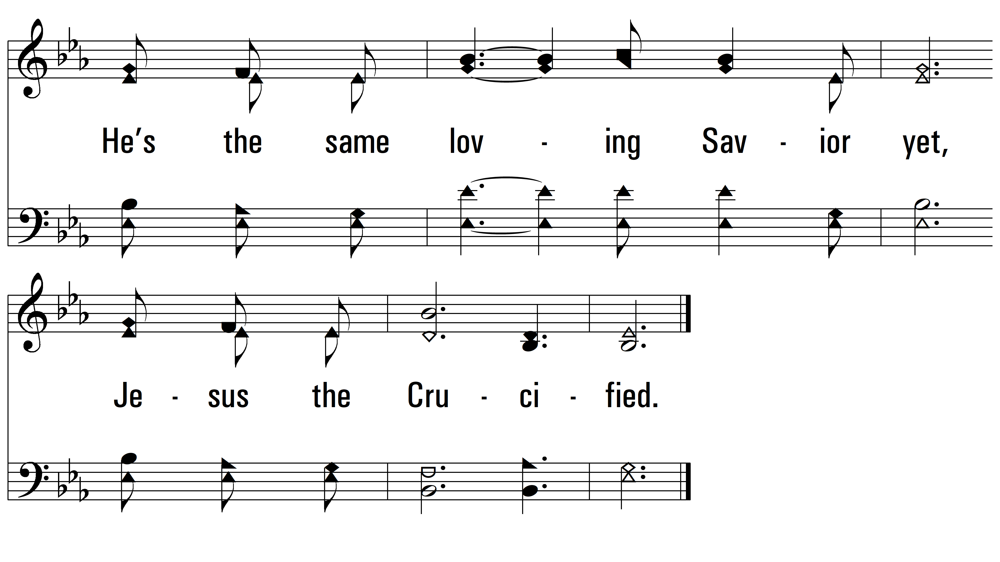 He’s the same lov - ing Sav - ior yet,
Je - sus the Cru - ci - fied.